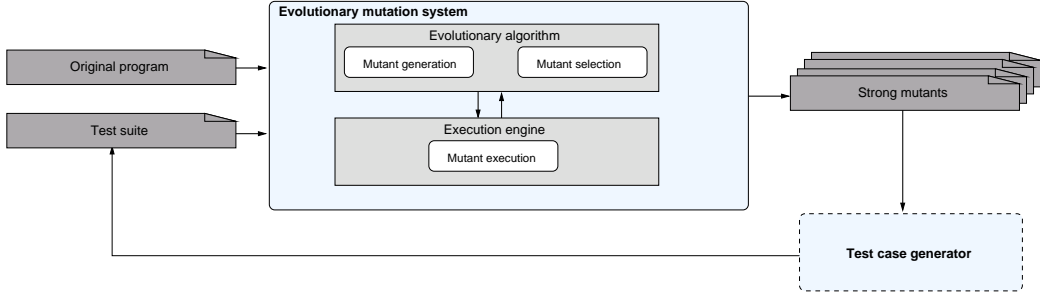 Evolutionary mutation system
Evolutionary algorithm
Original program
Mutant generation
Mutant selection
Strong mutants
Test suite
Execution engine
Mutant execution
Test case generator